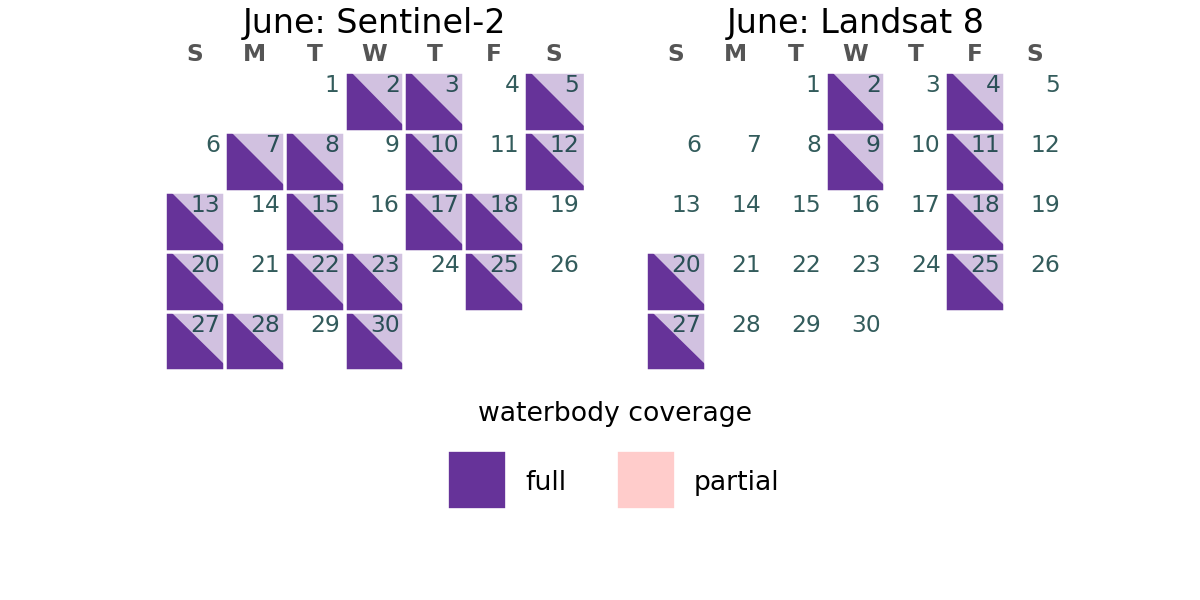 June: Sentinel-2
S M T W T F S
1 2 3 4 5
6 7 8 9 10 11 12
13 14 15 16 17 18 19
20 21 22 23 24 25 26
27 28 29 30
June: Landsat 8
S M T W T F S
1 2 3 4 5
6 7 8 9 10 11 12
13 14 15 16 17 18 19
20 21 22 23 24 25 26
27 28 29 30
waterbody coverage
full partial